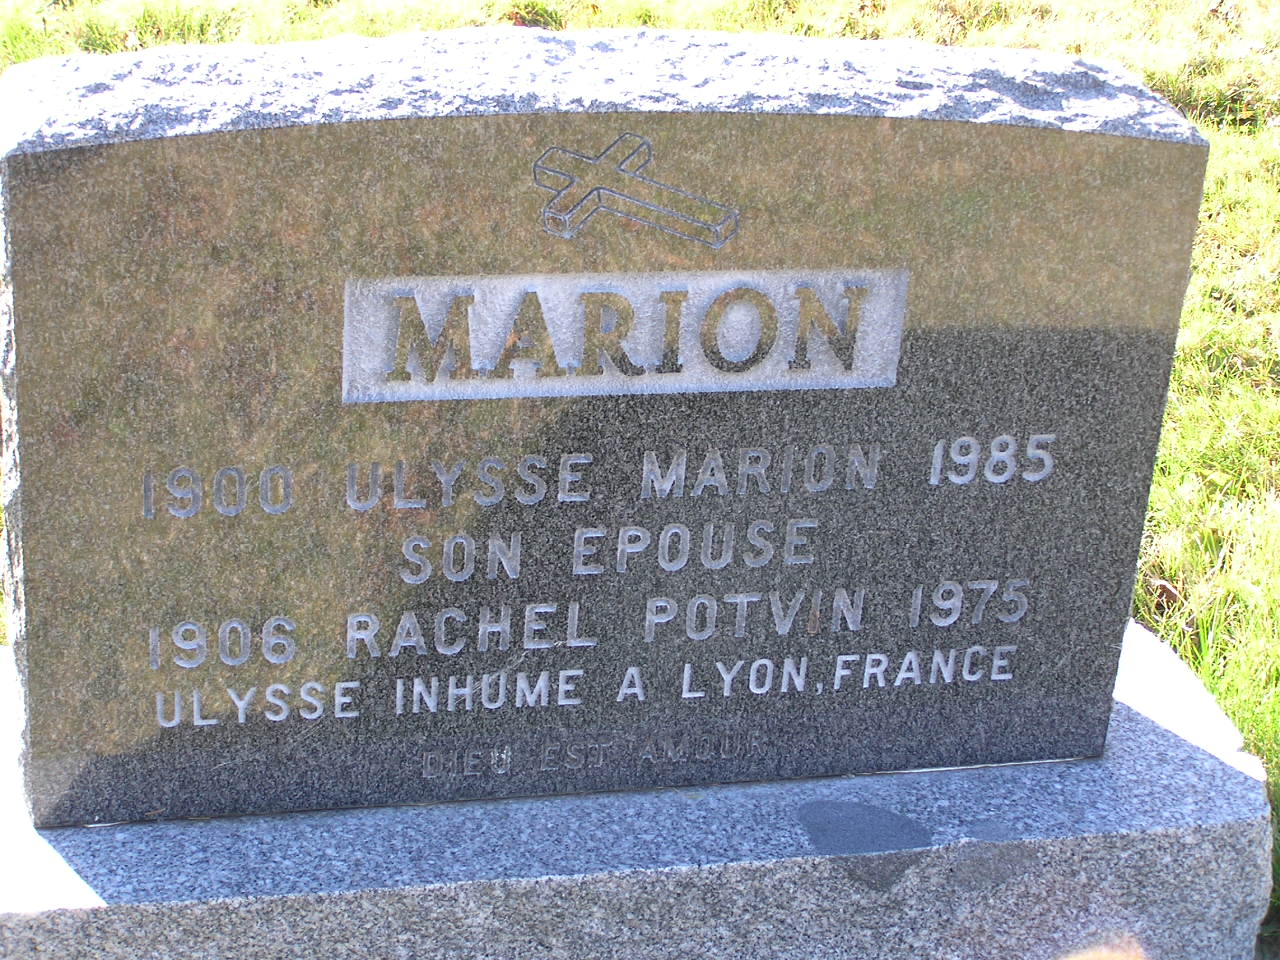 MARION
1900 ULYSSE MARION 1985
SON EPOUSE
1906 RACHEL POTVIN 1975
ULYSSE INHUME A LYON, FRANCE
DIEU EST AMOUR